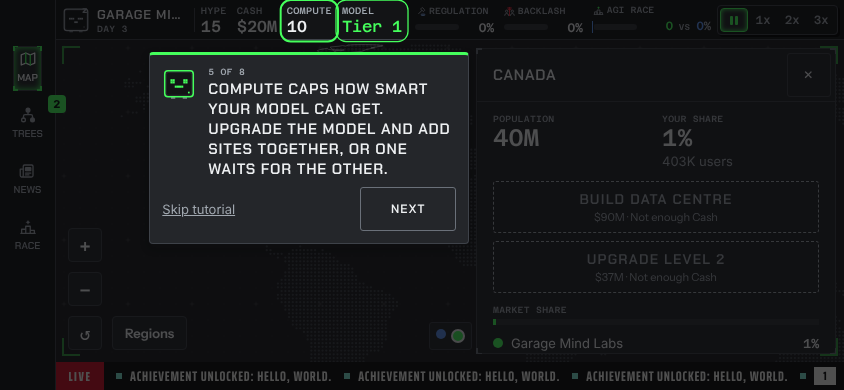 GARAGE MI...
DAY 3
HYPE
15
CASH
$20M
COMPUTE
10
MODEL
Tier 1
REGULATION
0%
BACKLASH
0%
AGI RACE
0 vs 0%
1x
2x
3x
MAP
2
TREES
NEWS
RACE
5 OF 8
COMPUTE CAPS HOW SMART
YOUR MODEL CAN GET.
UPGRADE THE MODEL AND ADD
SITES TOGETHER, OR ONE
WAITS FOR THE OTHER.
Skip tutorial
NEXT
+
−
↺
Regions
CANADA
×
POPULATION
40M
YOUR SHARE
1%
403K users
BUILD DATA CENTRE
$90M · Not enough Cash
UPGRADE LEVEL 2
$37M · Not enough Cash
MARKET SHARE
Garage Mind Labs 1%
LIVE
ACHIEVEMENT UNLOCKED: HELLO, WORLD. ACHIEVEMENT UNLOCKED: HELLO, WORLD. ACHIEVEMENT UNLOCKED: HELLO, WORLD.
1